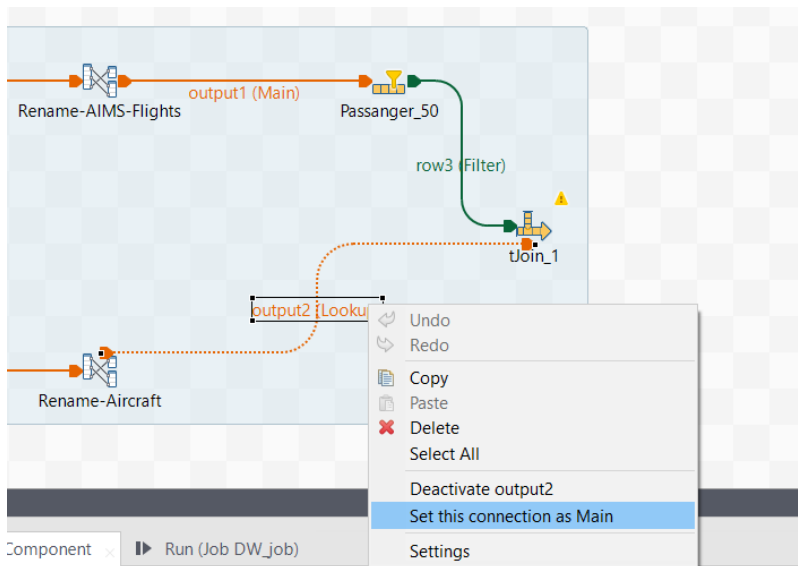 output1 (Main)
Rename-AIMS-Flights
Passanger_50
row3 (Filter)
tJoin_1
output2 (Looku
Rename-Aircraft
Undo
Redo
Copy
Paste
Delete
Select All
Deactivate output2
Set this connection as Main
Settings
Component
Run (Job DW_job)